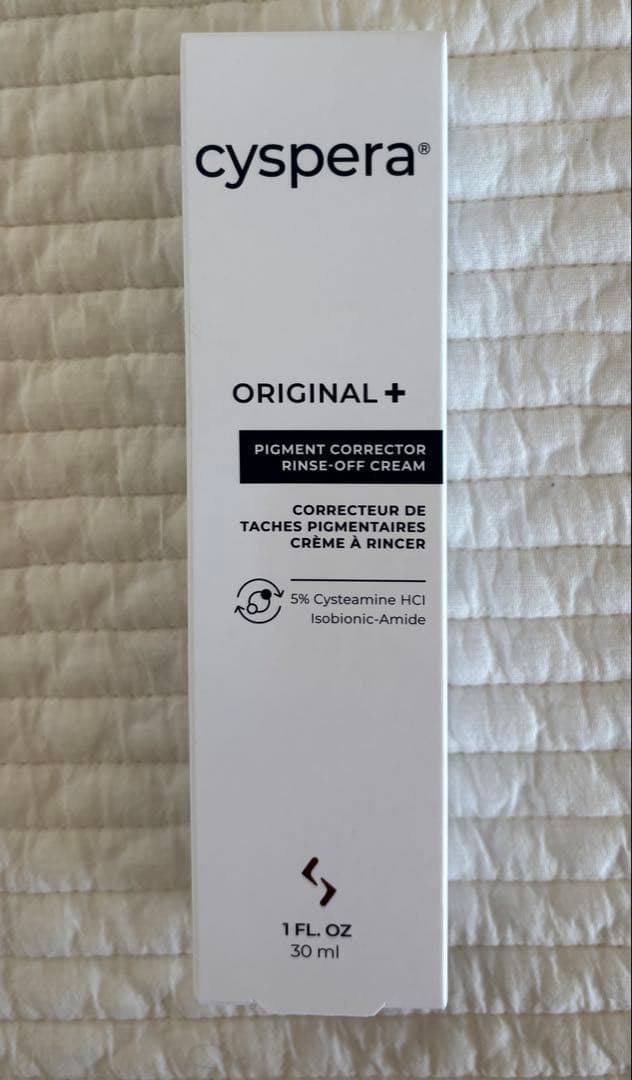 cyspera®
ORIGINAL +
PIGMENT CORRECTOR
RINSE-OFF CREAM
CORRECTEUR DE
TACHES PIGMENTAIRES
CRÈME À RINCER
5% Cysteamine HCl
Isobionic-Amide
1 FL. OZ
30 ml